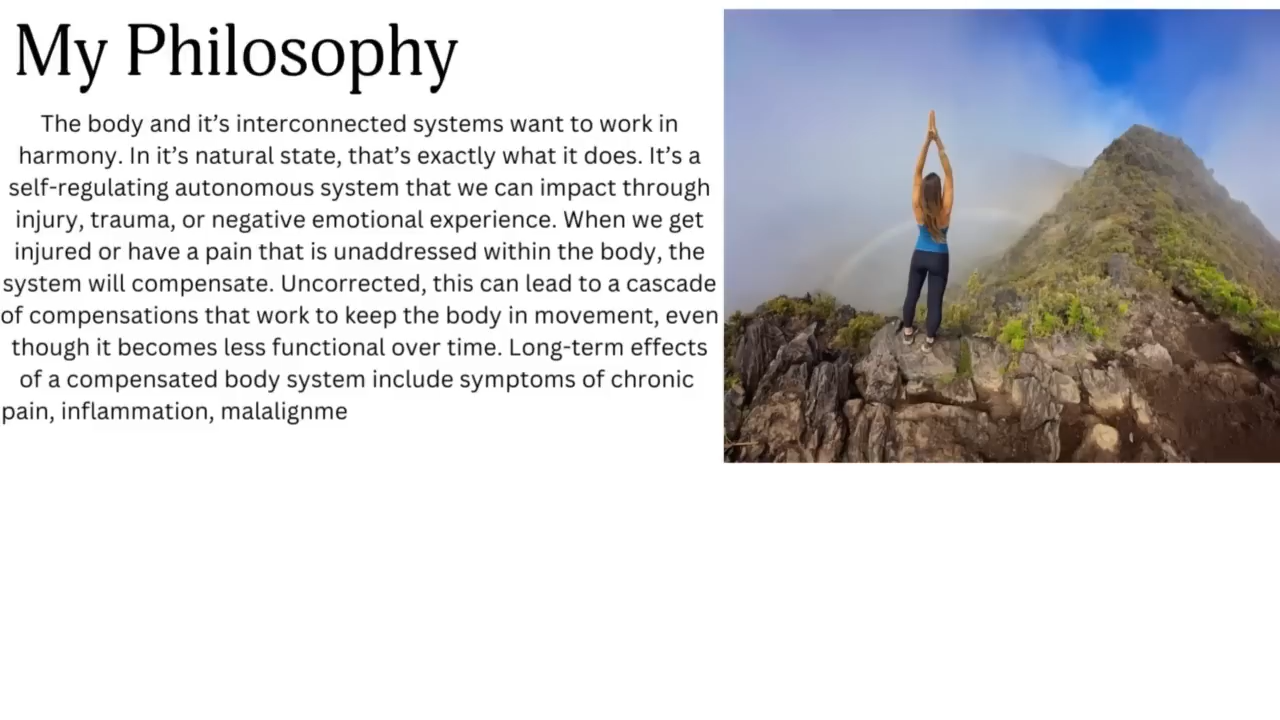 My Philosophy
The body and it’s interconnected systems want to work in
harmony. In it’s natural state, that’s exactly what it does. It’s a
self-regulating autonomous system that we can impact through
injury, trauma, or negative emotional experience. When we get
injured or have a pain that is unaddressed within the body, the
system will compensate. Uncorrected, this can lead to a cascade
of compensations that work to keep the body in movement, even
though it becomes less functional over time. Long-term effects
of a compensated body system include symptoms of chronic
pain, inflammation, malalignme